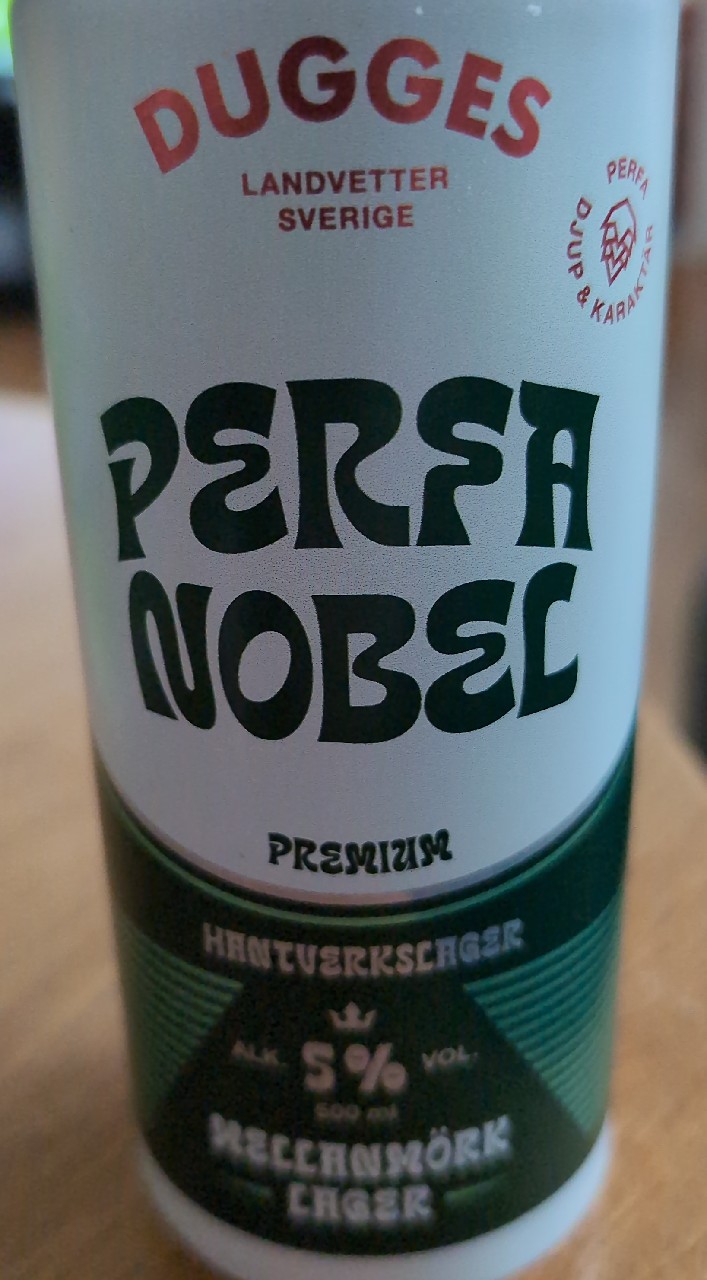 DUGGES
LANDVETTER
SVERIGE
PERFA
DJUP & KARAKTÄR
PERFA
NOBEL
PREMIUM
HANTVERKSLAGER
ALK. 5% VOL.
500 ml
MELLANMÖRK
LAGER